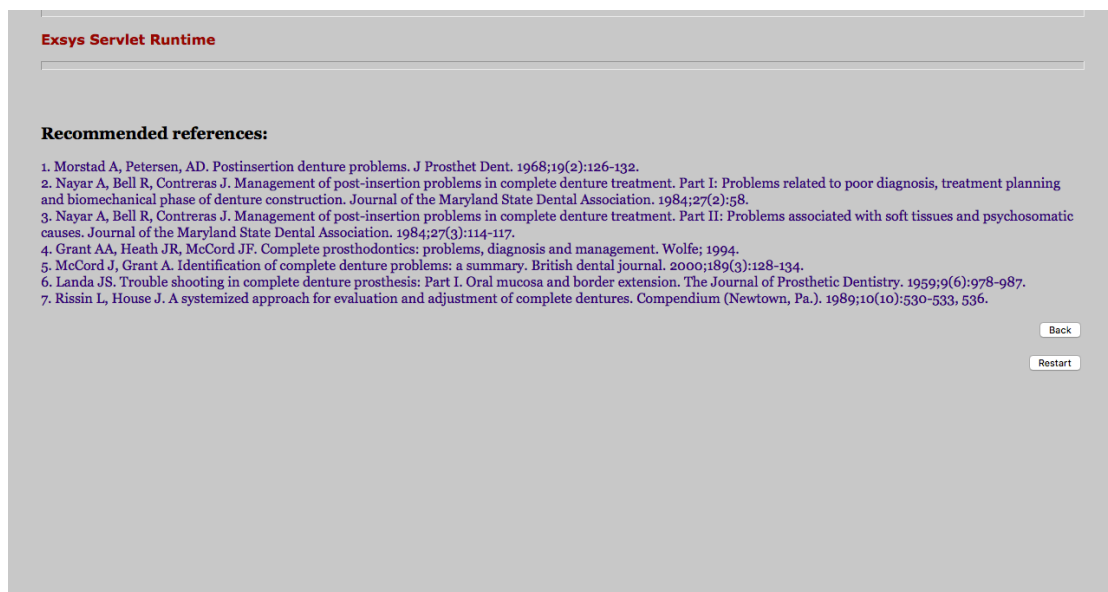 Exsys Servlet Runtime
Recommended references:
1. Morstad A, Petersen, AD. Postinsertion denture problems. J Prosthet Dent. 1968;19(2):126-132.
2. Nayar A, Bell R, Contreras J. Management of post-insertion problems in complete denture treatment. Part I: Problems related to poor diagnosis, treatment planning
and biomechanical phase of denture construction. Journal of the Maryland State Dental Association. 1984;27(2):58.
3. Nayar A, Bell R, Contreras J. Management of post-insertion problems in complete denture treatment. Part II: Problems associated with soft tissues and psychosomatic
causes. Journal of the Maryland State Dental Association. 1984;27(3):114-117.
4. Grant AA, Heath JR, McCord JF. Complete prosthodontics: problems, diagnosis and management. Wolfe; 1994.
5. McCord J, Grant A. Identification of complete denture problems: a summary. British dental journal. 2000;189(3):128-134.
6. Landa JS. Trouble shooting in complete denture prosthesis: Part I. Oral mucosa and border extension. The Journal of Prosthetic Dentistry. 1959;9(6):978-987.
7. Rissin L, House J. A systemized approach for evaluation and adjustment of complete dentures. Compendium (Newtown, Pa.). 1989;10(10):530-533, 536.
Back
Restart